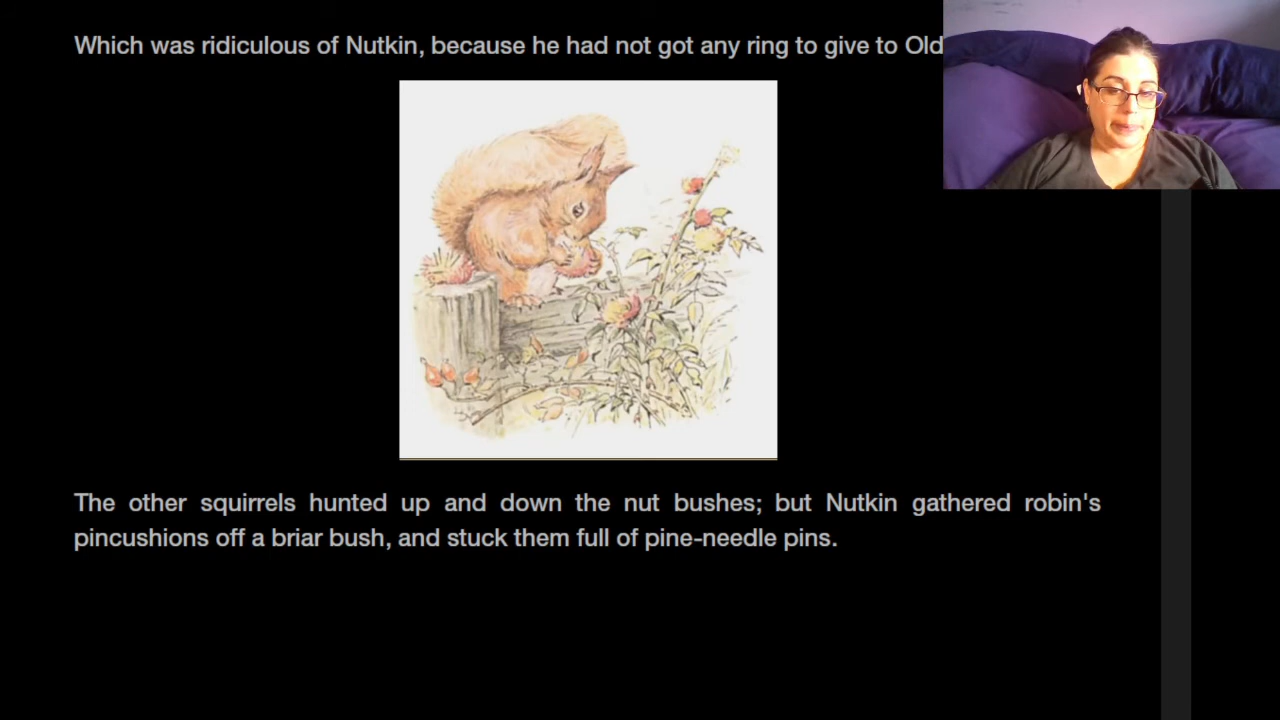 Which was ridiculous of Nutkin, because he had not got any ring to give to Old
The other squirrels hunted up and down the nut bushes; but Nutkin gathered robin's
pincushions off a briar bush, and stuck them full of pine-needle pins.